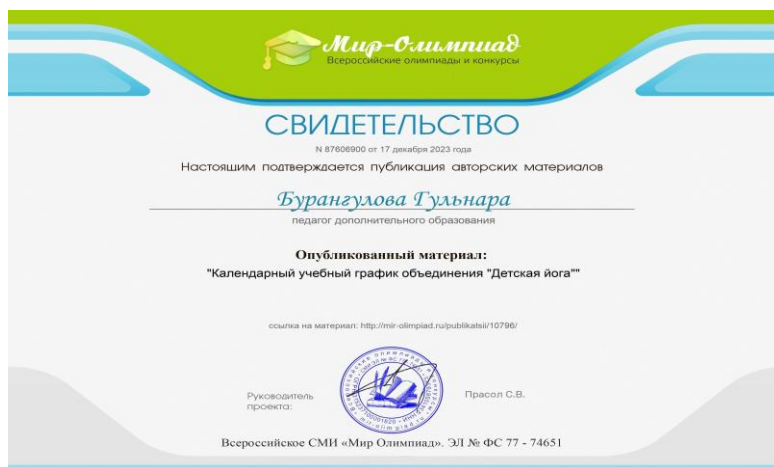 Мир-Олимпиад
Всероссийские олимпиады и конкурсы
СВИДЕТЕЛЬСТВО
N 87606900 от 17 декабря 2023 года
Настоящим подтверждается публикация авторских материалов
Бурангулова Гульнара
педагог дополнительного образования
Опубликованный материал:
"Календарный учебный график объединения "Детская йога""
ссылка на материал: http://mir-olimpiad.ru/publikatsii/10796/
Руководитель
проекта:
Прасол С.В.
Всероссийское СМИ «Мир Олимпиад». ЭЛ № ФС 77 - 74651